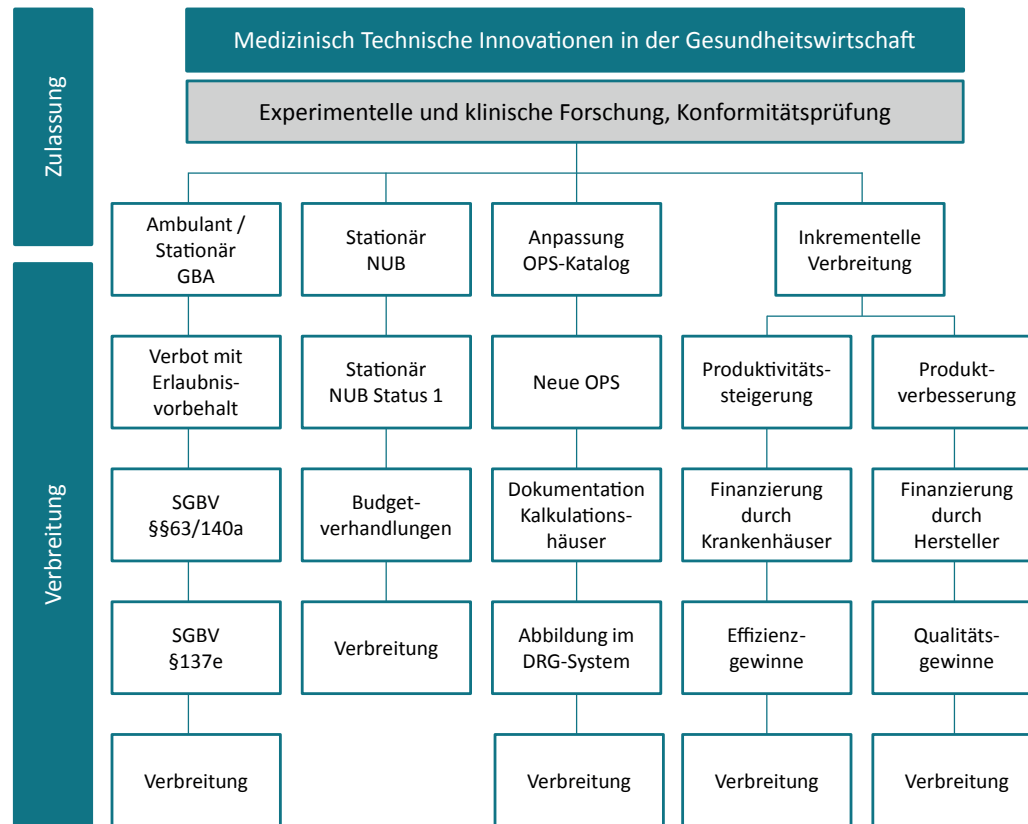 Zulassung
Verbreitung
Medizinisch Technische Innovationen in der Gesundheitswirtschaft
Experimentelle und klinische Forschung, Konformitätsprüfung
Ambulant /
Stationär
GBA
Stationär
NUB
Anpassung
OPS-Katalog
Inkrementelle
Verbreitung
Verbot mit
Erlaubnis-
vorbehalt
Stationär
NUB Status 1
Neue OPS
Produktivitäts-
steigerung
Produkt-
verbesserung
SGBV
§§63/140a
Budget-
verhandlungen
Dokumentation
Kalkulations-
häuser
Finanzierung
durch
Krankenhäuser
Finanzierung
durch
Hersteller
SGBV
§137e
Verbreitung
Abbildung im
DRG-System
Effizienz-
gewinne
Qualitäts-
gewinne
Verbreitung
Verbreitung
Verbreitung
Verbreitung